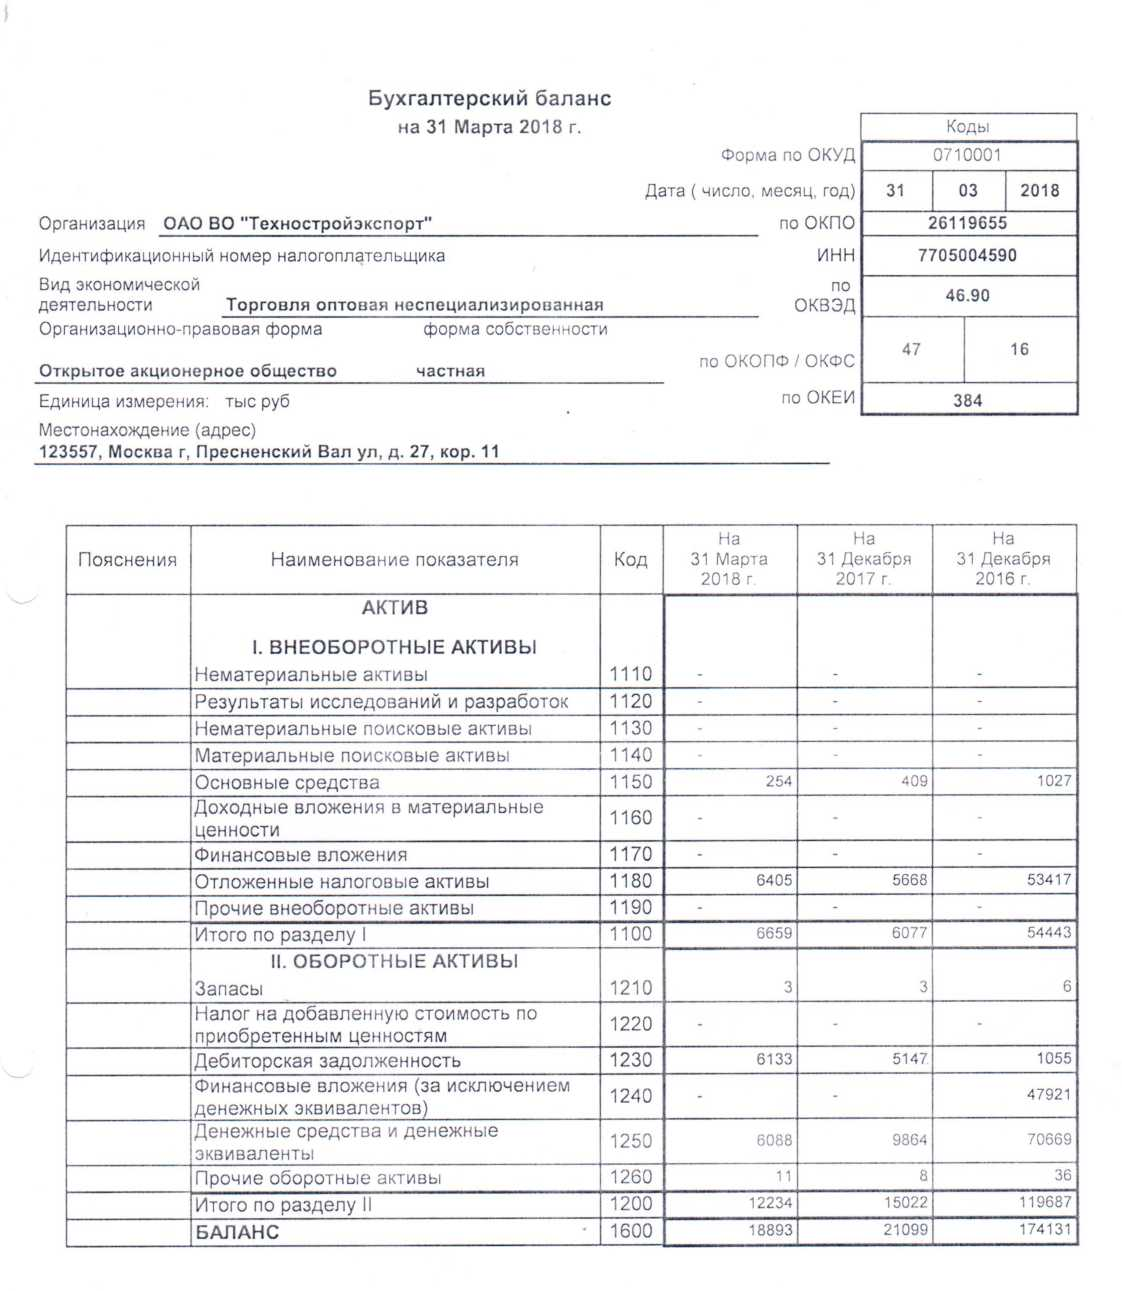 Бухгалтерский баланс
на 31 Марта 2018 г.
Коды
Форма по ОКУД 0710001
Дата ( число, месяц, год) 31 03 2018
Организация ОАО ВО "Техностройэкспорт" по ОКПО 26119655
Идентификационный номер налогоплательщика ИНН 7705004590
Вид экономической
деятельности Торговля оптовая неспециализированная
по
ОКВЭД 46.90
Организационно-правовая форма форма собственности
Открытое акционерное общество частная
по ОКОПФ / ОКФС 47 16
Единица измерения: тыс руб по ОКЕИ 384
Местонахождение (адрес)
123557, Москва г, Пресненский Вал ул, д. 27, кор. 11
Пояснения Наименование показателя Код На 31 Марта 2018 г. На 31 Декабря 2017 г. На 31 Декабря 2016 г.
АКТИВ
I. ВНЕОБОРОТНЫЕ АКТИВЫ
Нематериальные активы 1110 - - -
Результаты исследований и разработок 1120 - - -
Нематериальные поисковые активы 1130 - - -
Материальные поисковые активы 1140 - - -
Основные средства 1150 254 409 1027
Доходные вложения в материальные
ценности 1160 - - -
Финансовые вложения 1170 - - -
Отложенные налоговые активы 1180 6405 5668 53417
Прочие внеоборотные активы 1190 - - -
Итого по разделу I 1100 6659 6077 54443
II. ОБОРОТНЫЕ АКТИВЫ
Запасы 1210 3 3 6
Налог на добавленную стоимость по
приобретенным ценностям 1220 - - -
Дебиторская задолженность 1230 6133 5147 1055
Финансовые вложения (за исключением
денежных эквивалентов) 1240 - - 47921
Денежные средства и денежные
эквиваленты 1250 6088 9864 70669
Прочие оборотные активы 1260 11 8 36
Итого по разделу II 1200 12234 15022 119687
БАЛАНС 1600 18893 21099 174131